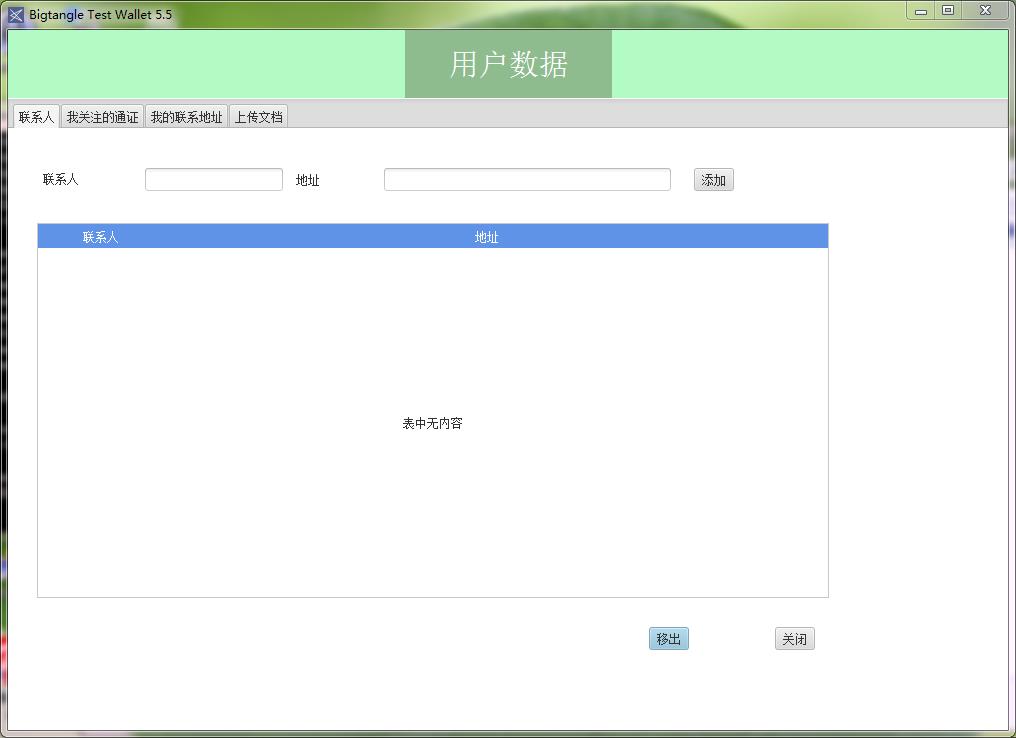 Bigtangle Test Wallet 5.5
用户数据
联系人 我关注的通证 我的联系地址 上传文档
联系人 地址 添加
联系人 地址
表中无内容
移出 关闭